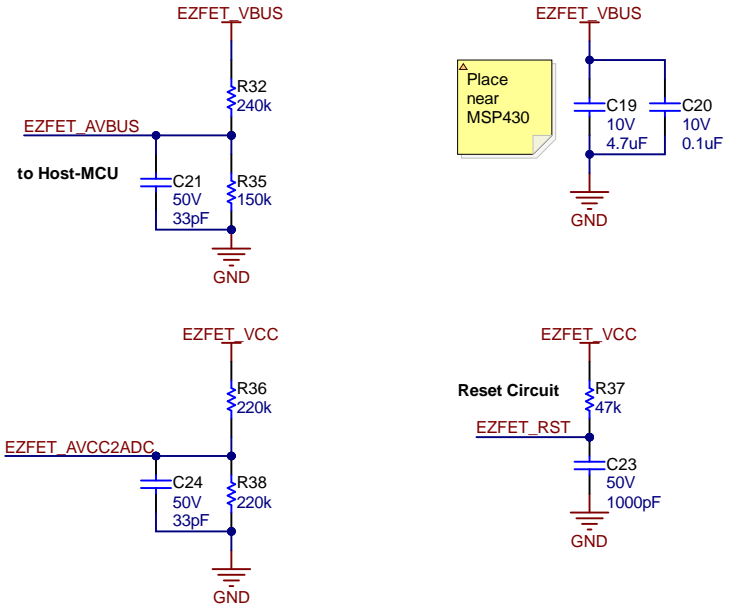 EZFET_VBUS
R32
240k
EZFET_AVBUS
to Host-MCU
C21
50V
33pF
R35
150k
GND
EZFET_VBUS
Place
near
MSP430
C19
10V
4.7uF
C20
10V
0.1uF
GND
EZFET_VCC
R36
220k
EZFET_AVCC2ADC
C24
50V
33pF
R38
220k
GND
EZFET_VCC
Reset Circuit
R37
47k
EZFET_RST
C23
50V
1000pF
GND